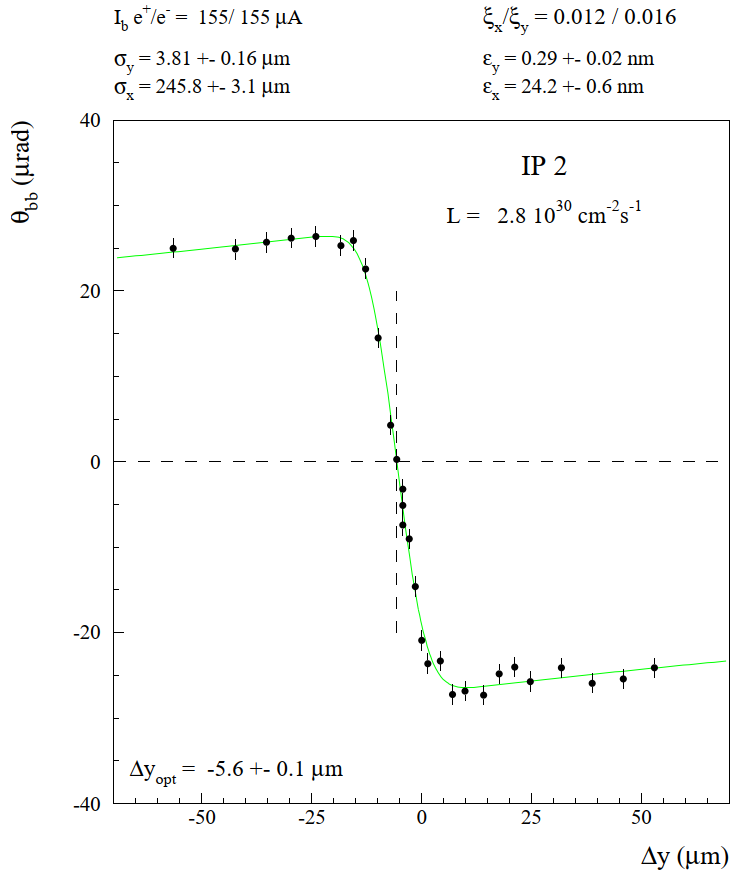 I_b e^+/e^- = 155/ 155 μA
ξ_x/ξ_y = 0.012 / 0.016
σ_y = 3.81 +- 0.16 μm
ε_y = 0.29 +- 0.02 nm
σ_x = 245.8 +- 3.1 μm
ε_x = 24.2 +- 0.6 nm
θ_bb (μrad)
40
IP 2
L = 2.8 10^30 cm^-2 s^-1
20
0
-20
Δy_opt = -5.6 +- 0.1 μm
-40
-50 -25 0 25 50
Δy (μm)